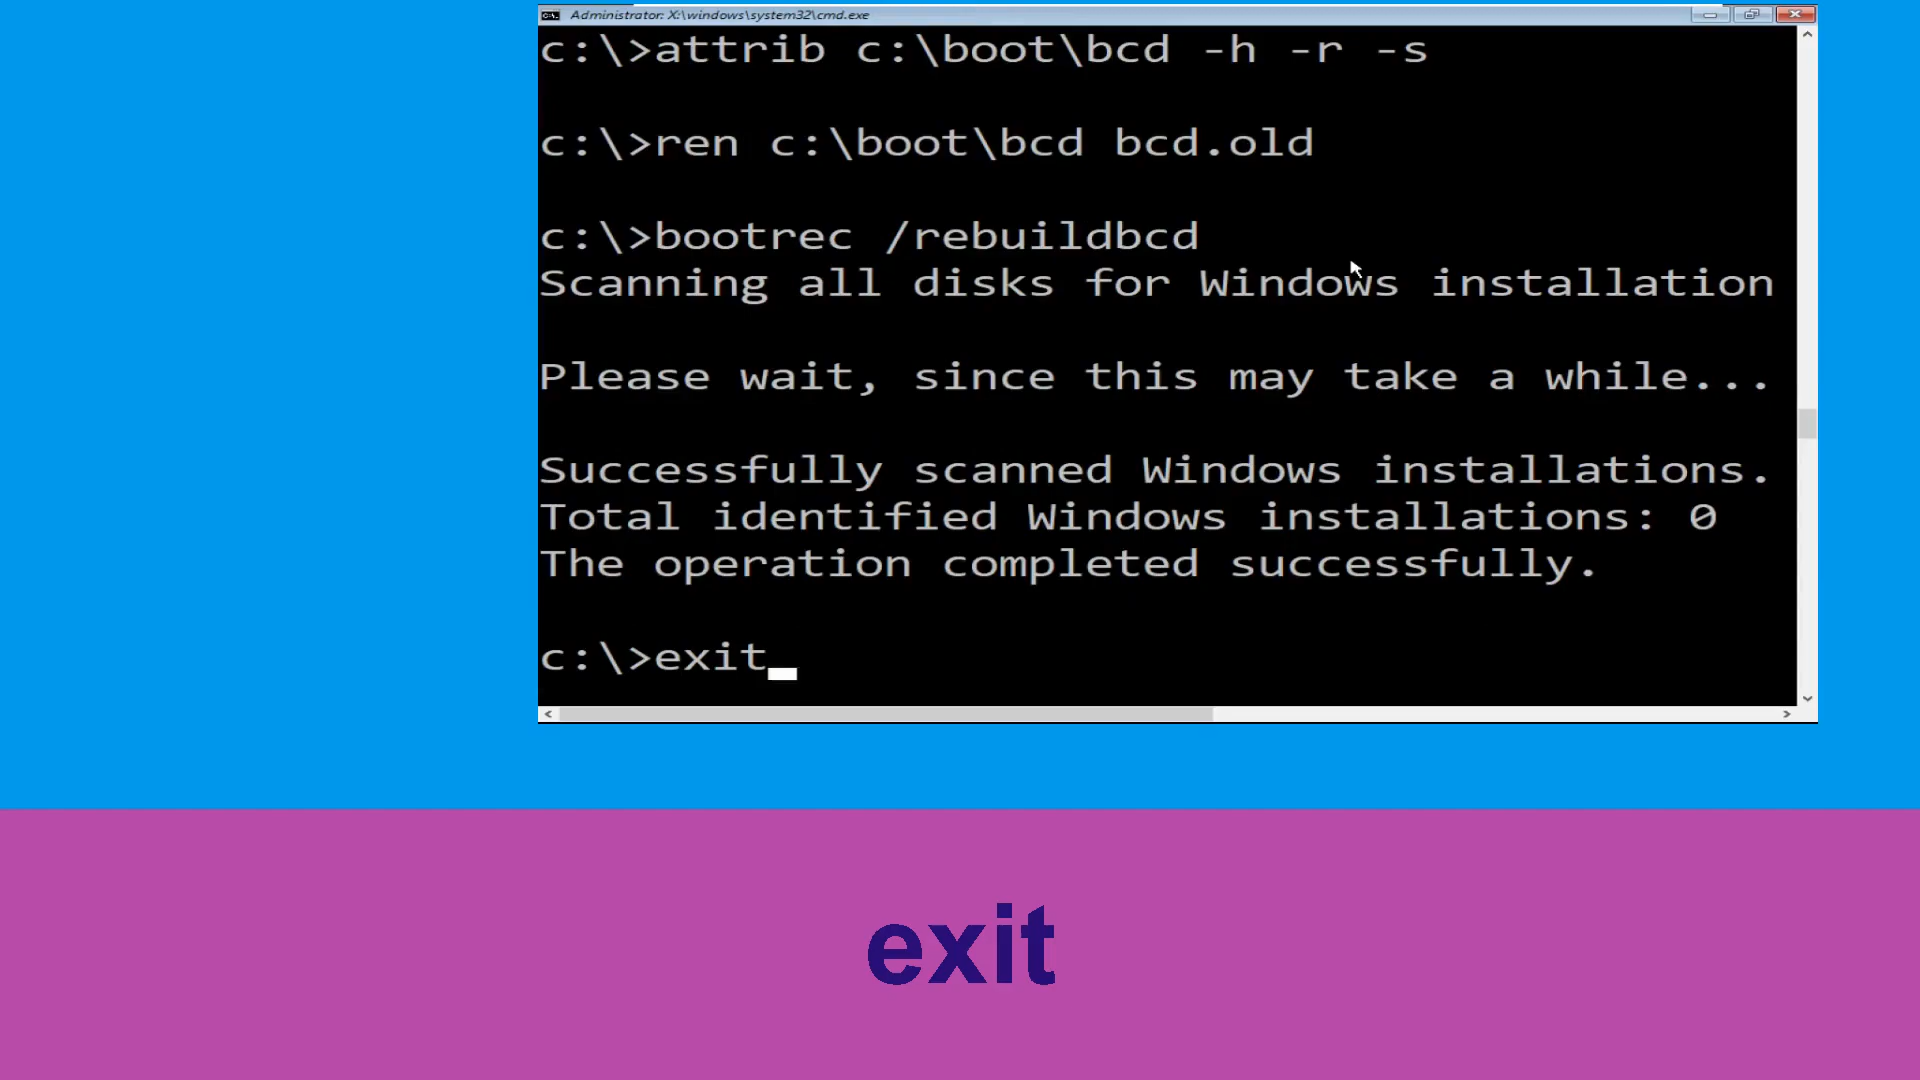 Administrator: X:\windows\system32\cmd.exe
c:\>attrib c:\boot\bcd -h -r -s
c:\>ren c:\boot\bcd bcd.old
c:\>bootrec /rebuildbcd
Scanning all disks for Windows installation
Please wait, since this may take a while...
Successfully scanned Windows installations.
Total identified Windows installations: 0
The operation completed successfully.
c:\>exit_
exit